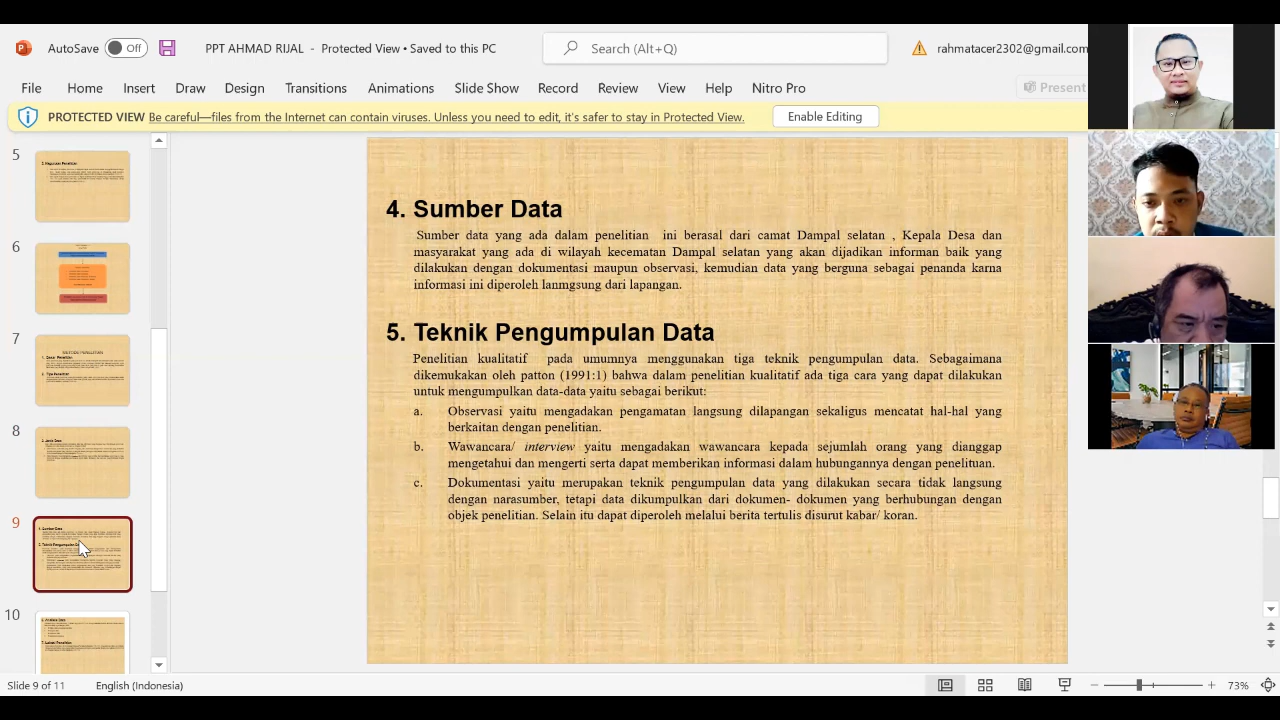 AutoSave Off PPT AHMAD RIJAL - Protected View • Saved to this PC Search (Alt+Q) rahmatacer2302@gmail.com
File Home Insert Draw Design Transitions Animations Slide Show Record Review View Help Nitro Pro Present
PROTECTED VIEW Be careful—files from the Internet can contain viruses. Unless you need to edit, it's safer to stay in Protected View. Enable Editing
5
6
7
8
9
10
4. Sumber Data
Sumber data yang ada dalam penelitian ini berasal dari camat Dampal selatan , Kepala Desa dan
masyarakat yang ada di wilayah kecematan Dampal selatan yang akan dijadikan informan baik yang
dilakukan dengan dokumentasi maupun observasi, kemudian data yang berguna sebagai penanda karna
informasi ini diperoleh lanmgsung dari lapangan.
5. Teknik Pengumpulan Data
Penelitian kualitatif pada umumnya menggunakan tiga teknik pengumpulan data. Sebagaimana
dikemukakan oleh patton (1991:1) bahwa dalam penelitian kualitatif ada tiga cara yang dapat dilakukan
untuk mengumpulkan data-data yaitu sebagai berikut:
a. Observasi yaitu mengadakan pengamatan langsung dilapangan sekaligus mencatat hal-hal yang
berkaitan dengan penelitian.
b. Wawancara/ interview yaitu mengadakan wawancara kepada sejumlah orang yang dianggap
mengetahui dan mengerti serta dapat memberikan informasi dalam hubungannya dengan penelituan.
c. Dokumentasi yaitu merupakan teknik pengumpulan data yang dilakukan secara tidak langsung
dengan narasumber, tetapi data dikumpulkan dari dokumen- dokumen yang berhubungan dengan
objek penelitian. Selain itu dapat diperoleh melalui berita tertulis disurut kabar/ koran.
Slide 9 of 11 English (Indonesia) 73%